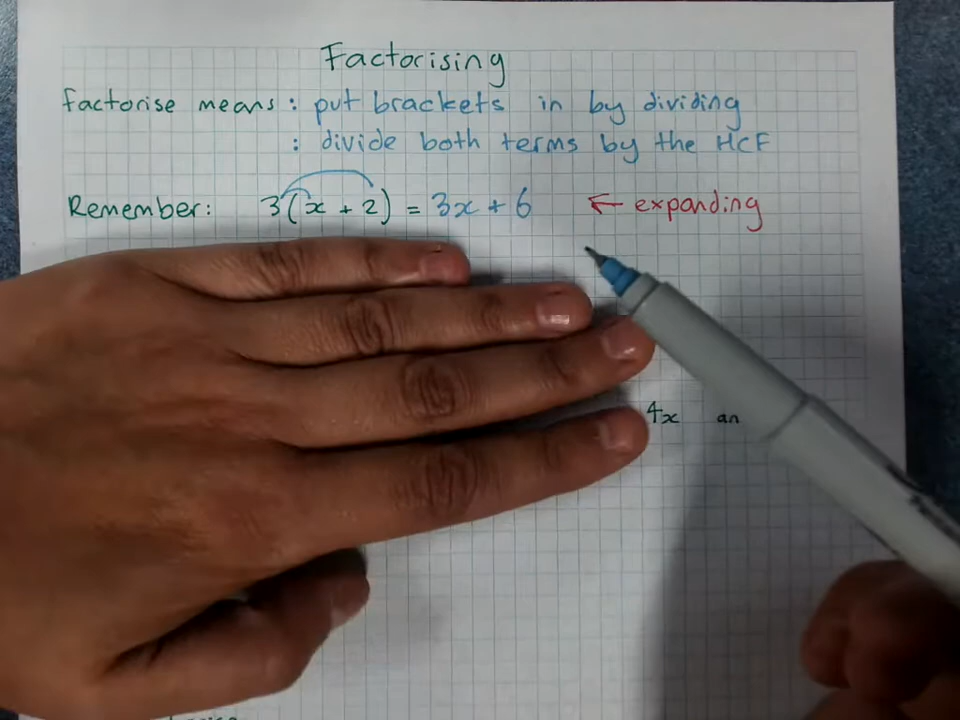 Factorising
factorise means : put brackets in by dividing
: divide both terms by the HCF
Remember: 3(x + 2) = 3x + 6 ← expanding
4x an